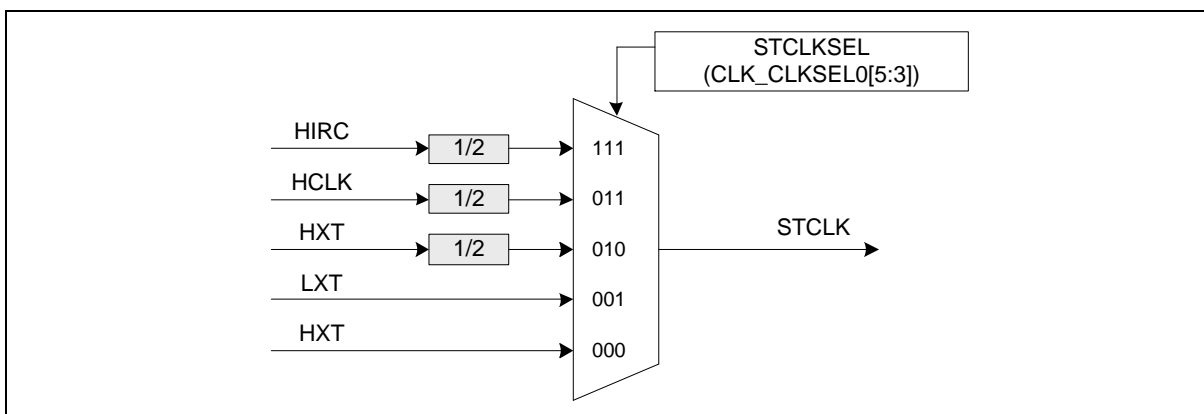 STCLKSEL
(CLK_CLKSEL0[5:3])
HIRC
1/2
111
HCLK
1/2
011
HXT
1/2
010
STCLK
LXT
001
HXT
000